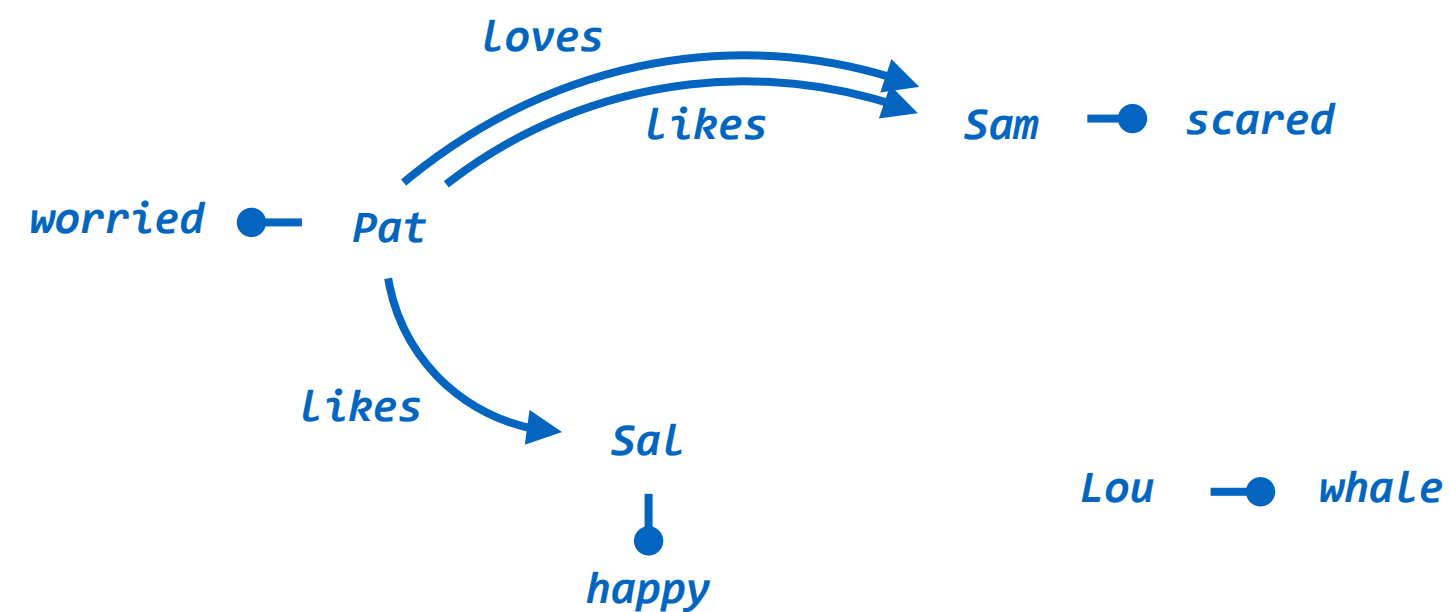 loves
likes
Sam
scared
worried
Pat
likes
Sal
Lou
whale
happy